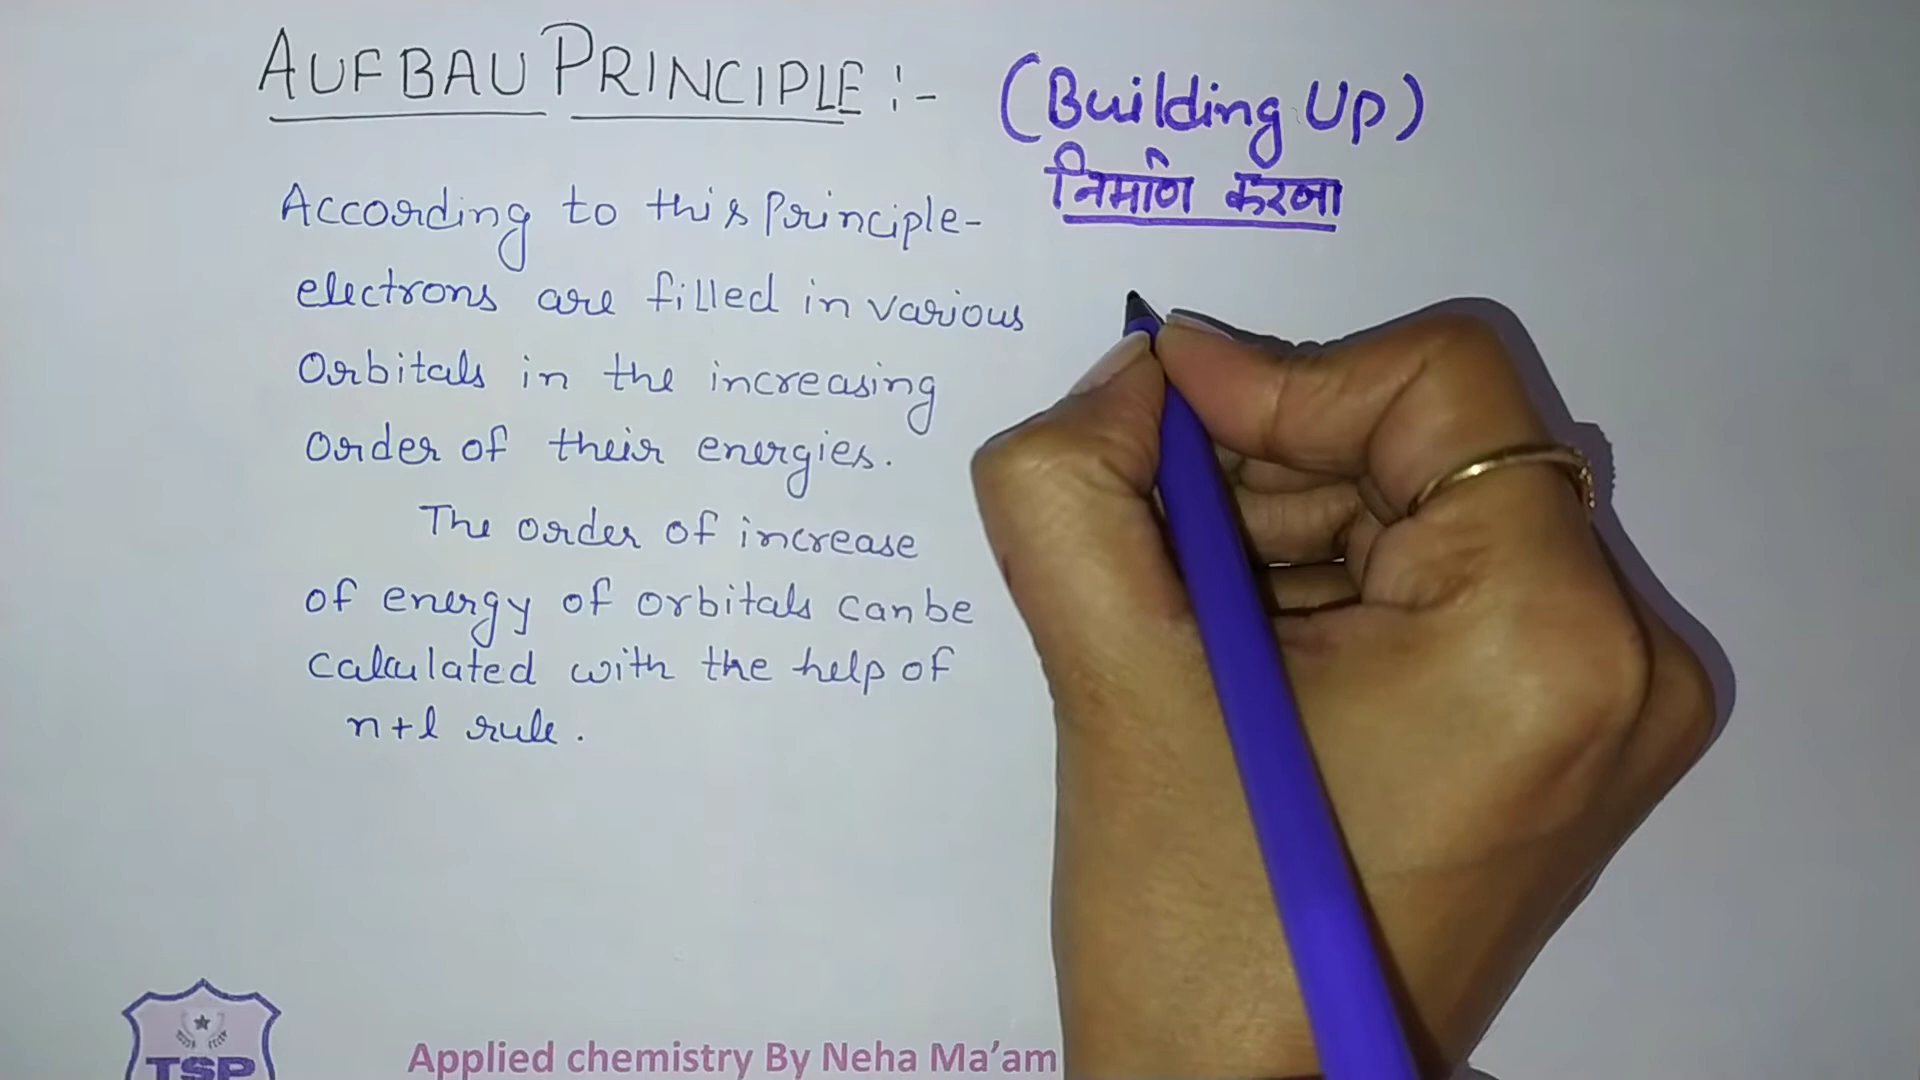 AUFBAU PRINCIPLE :-
(Building Up)
निर्माण करना
According to this Principle-
electrons are filled in various
Orbitals in the increasing
order of their energies.
The order of increase
of energy of orbitals can be
calculated with the help of
n+l rule.
TSP
Applied chemistry By Neha Ma'am